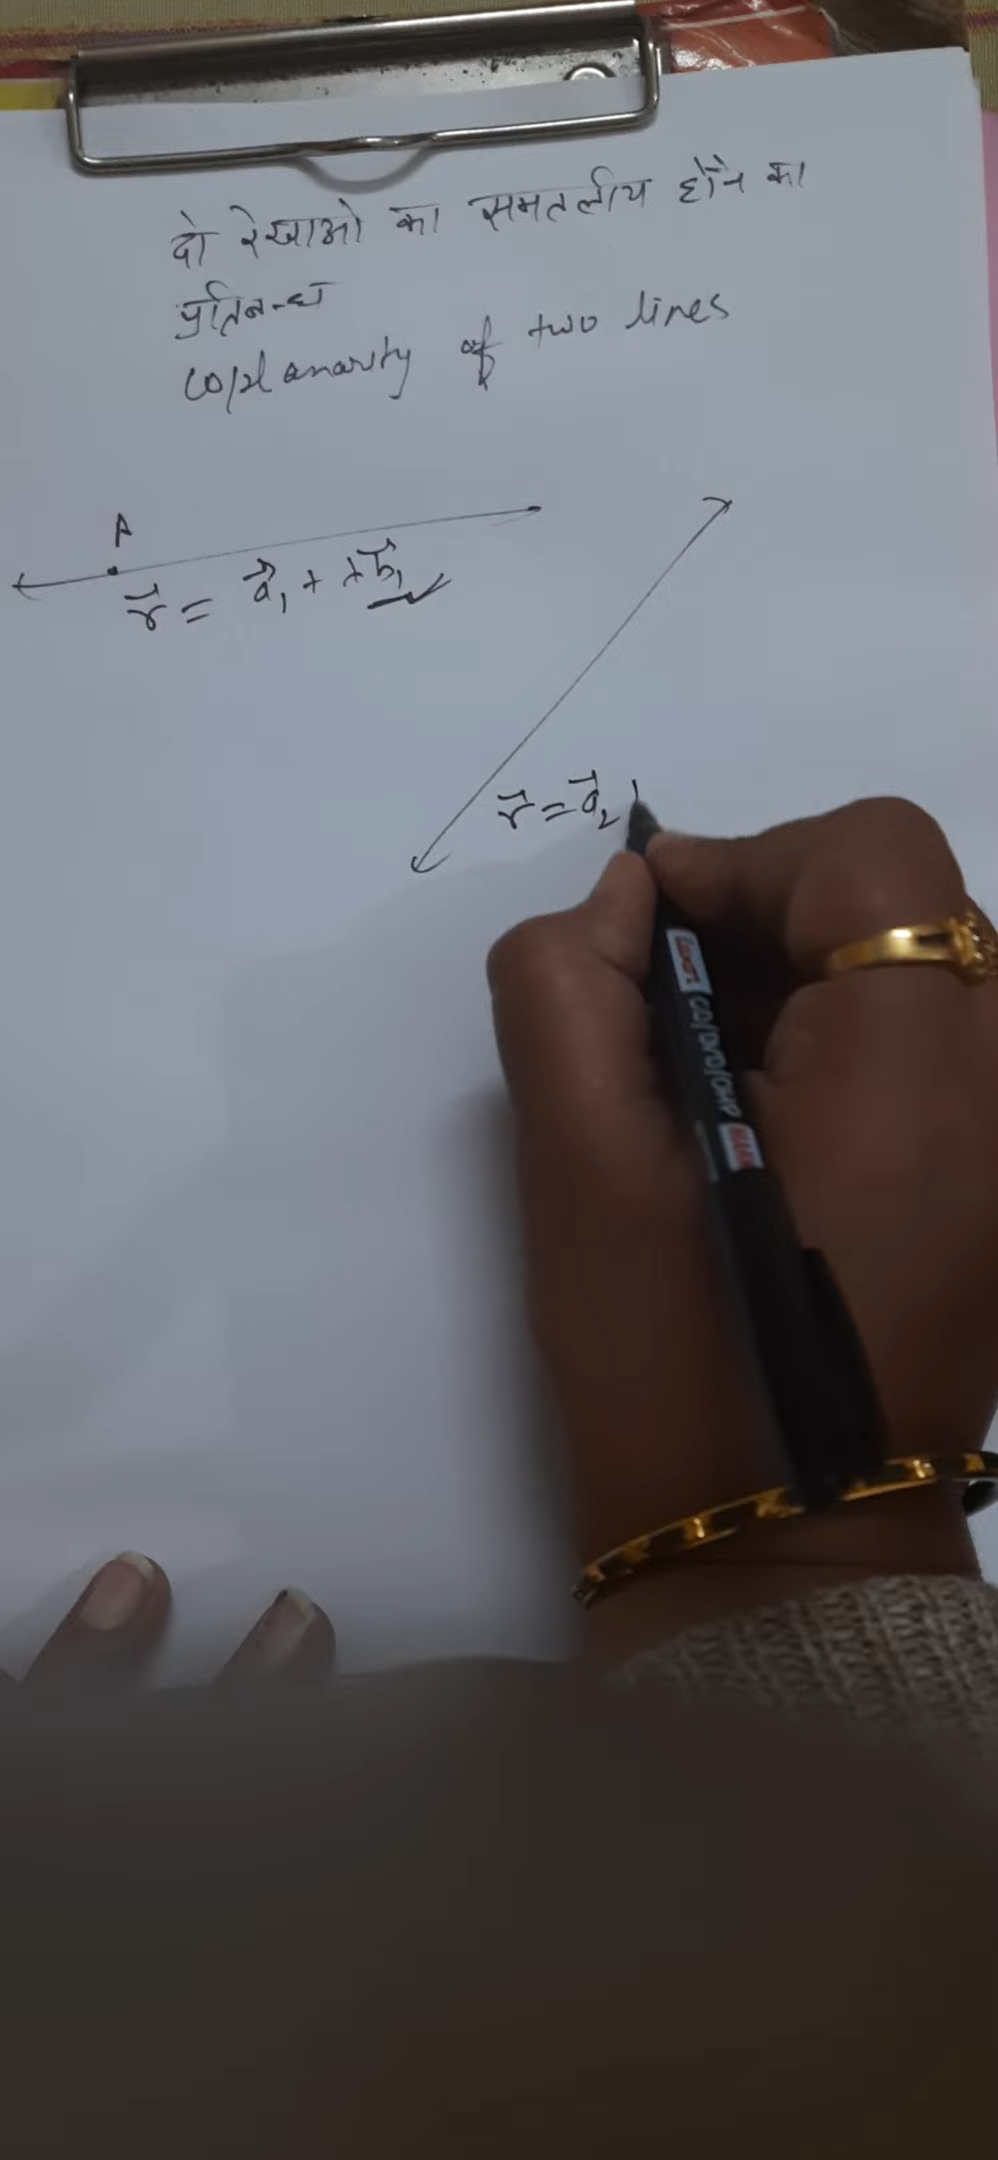 दो रेखाओ का समतलीय होने का
प्रतिबन्ध
coplanarity of two lines
A
r⃗ = a⃗₁ + λb⃗₁
r⃗ = a⃗₂